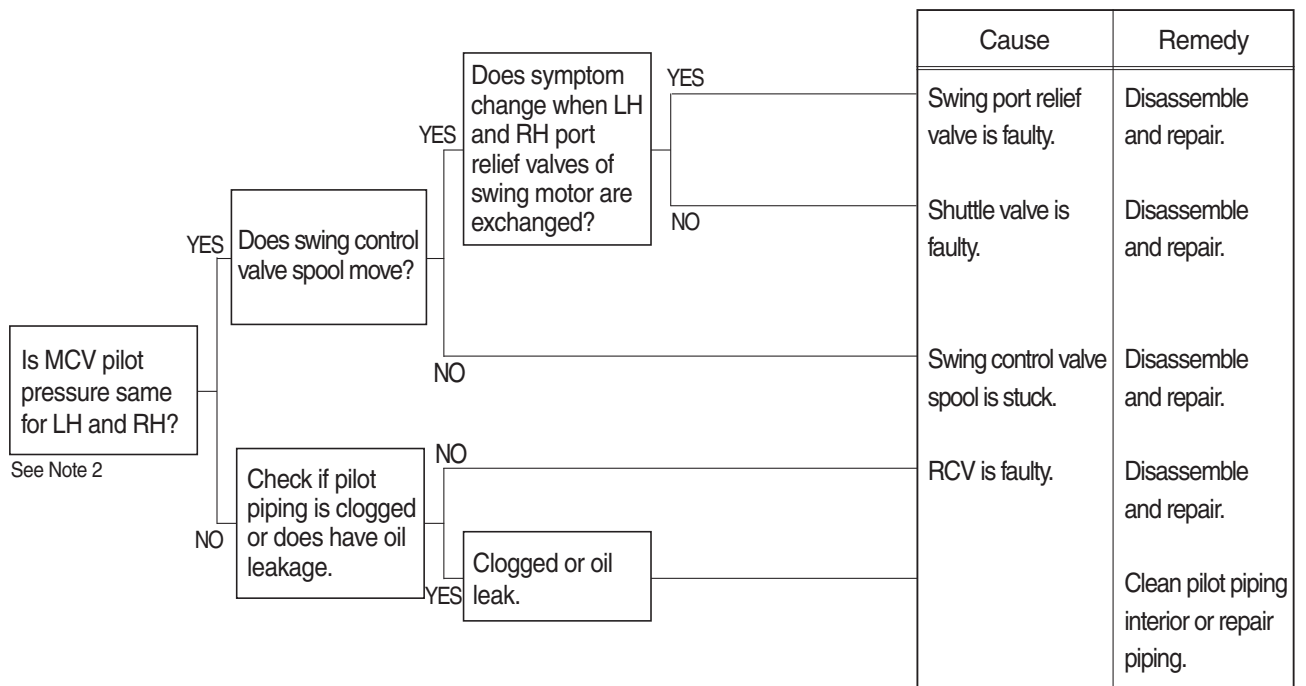 Cause
Remedy
Does symptom
change when LH
and RH port
relief valves of
swing motor are
exchanged?
YES
YES
NO
Swing port relief
valve is faulty.
Disassemble
and repair.
Shuttle valve is
faulty.
Disassemble
and repair.
YES
Does swing control
valve spool move?
NO
Swing control valve
spool is stuck.
Disassemble
and repair.
Is MCV pilot
pressure same
for LH and RH?
See Note 2
NO
Check if pilot
piping is clogged
or does have oil
leakage.
NO
RCV is faulty.
Disassemble
and repair.
YES
Clogged or oil
leak.
Clean pilot piping
interior or repair
piping.